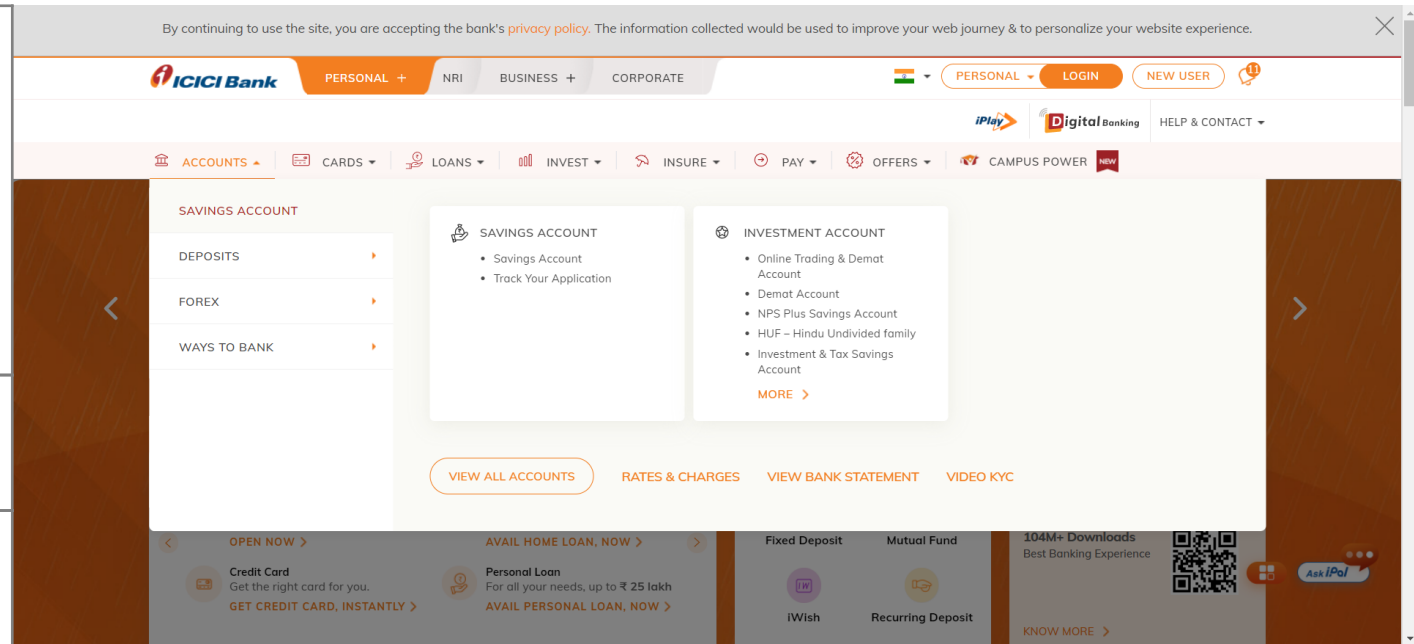 By continuing to use the site, you are accepting the bank's privacy policy. The information collected would be used to improve your web journey & to personalize your website experience.
ICICI Bank
PERSONAL +
NRI
BUSINESS +
CORPORATE
PERSONAL
LOGIN
NEW USER
11
iPlay
Digital Banking
HELP & CONTACT
ACCOUNTS
CARDS
LOANS
INVEST
INSURE
PAY
OFFERS
CAMPUS POWER
NEW
SAVINGS ACCOUNT
DEPOSITS
FOREX
WAYS TO BANK
SAVINGS ACCOUNT
• Savings Account
• Track Your Application
INVESTMENT ACCOUNT
• Online Trading & Demat
Account
• Demat Account
• NPS Plus Savings Account
• HUF – Hindu Undivided family
• Investment & Tax Savings
Account
MORE >
VIEW ALL ACCOUNTS
RATES & CHARGES
VIEW BANK STATEMENT
VIDEO KYC
OPEN NOW >
AVAIL HOME LOAN, NOW >
Credit Card
Get the right card for you.
GET CREDIT CARD, INSTANTLY >
Personal Loan
For all your needs, up to ₹ 25 lakh
AVAIL PERSONAL LOAN, NOW >
Fixed Deposit
Mutual Fund
iWish
Recurring Deposit
104M+ Downloads
Best Banking Experience
KNOW MORE >
Ask iPal